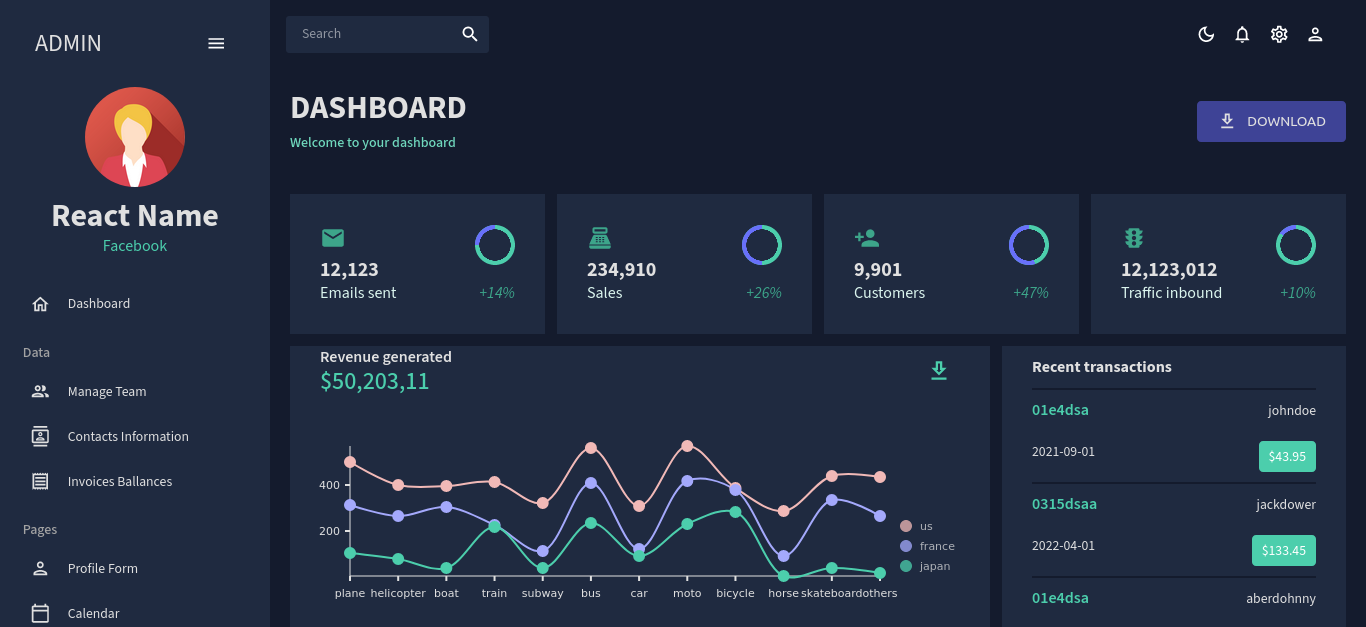 ADMIN
React Name
Facebook
Dashboard
Data
Manage Team
Contacts Information
Invoices Ballances
Pages
Profile Form
Calendar
Search
DASHBOARD
Welcome to your dashboard
DOWNLOAD
12,123
Emails sent +14%
234,910
Sales +26%
9,901
Customers +47%
12,123,012
Traffic inbound +10%
Revenue generated
$50,203,11
400
200
plane helicopter boat train subway bus car moto bicycle horse skateboard others
us
france
japan
Recent transactions
01e4dsa johndoe
2021-09-01 $43.95
0315dsaa jackdower
2022-04-01 $133.45
01e4dsa aberdohnny